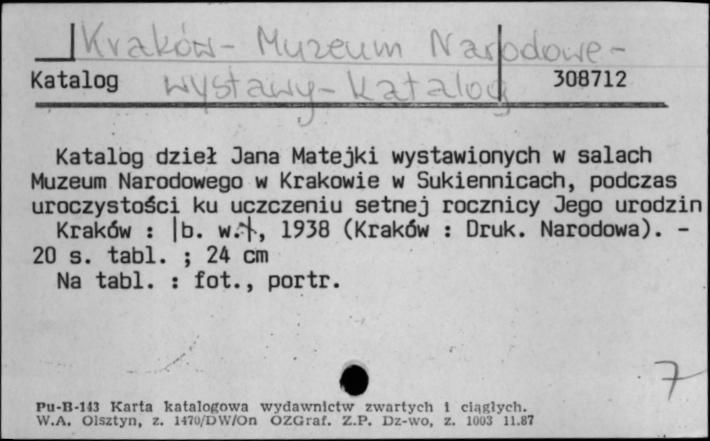 Kraków - Muzeum Narodowe -
wystawy - katalog
Katalog 308712
Katalog dzieł Jana Matejki wystawionych w salach
Muzeum Narodowego w Krakowie w Sukiennicach, podczas
uroczystości ku uczczeniu setnej rocznicy Jego urodzin
Kraków : |b. w.|, 1938 (Kraków : Druk. Narodowa). -
20 s. tabl. ; 24 cm
Na tabl. : fot., portr.
7
Pu-B-143 Karta katalogowa wydawnictw zwartych i ciągłych.
W.A. Olsztyn, z. 1470/DW/On OZGraf. Z.P. Dz-wo, z. 1003 11.87